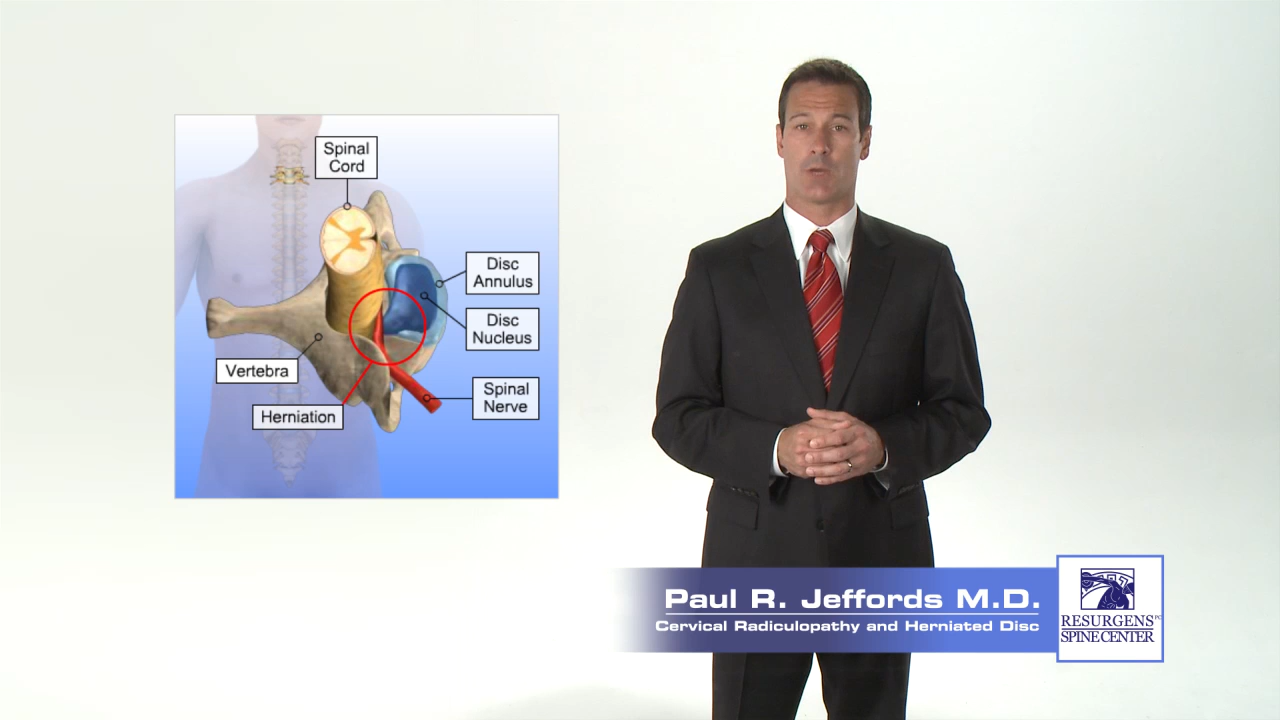 Spinal
Cord
Disc
Annulus
Disc
Nucleus
Vertebra
Spinal
Nerve
Herniation
Paul R. Jeffords M.D.
Cervical Radiculopathy and Herniated Disc
RESURGENS PC
SPINE CENTER